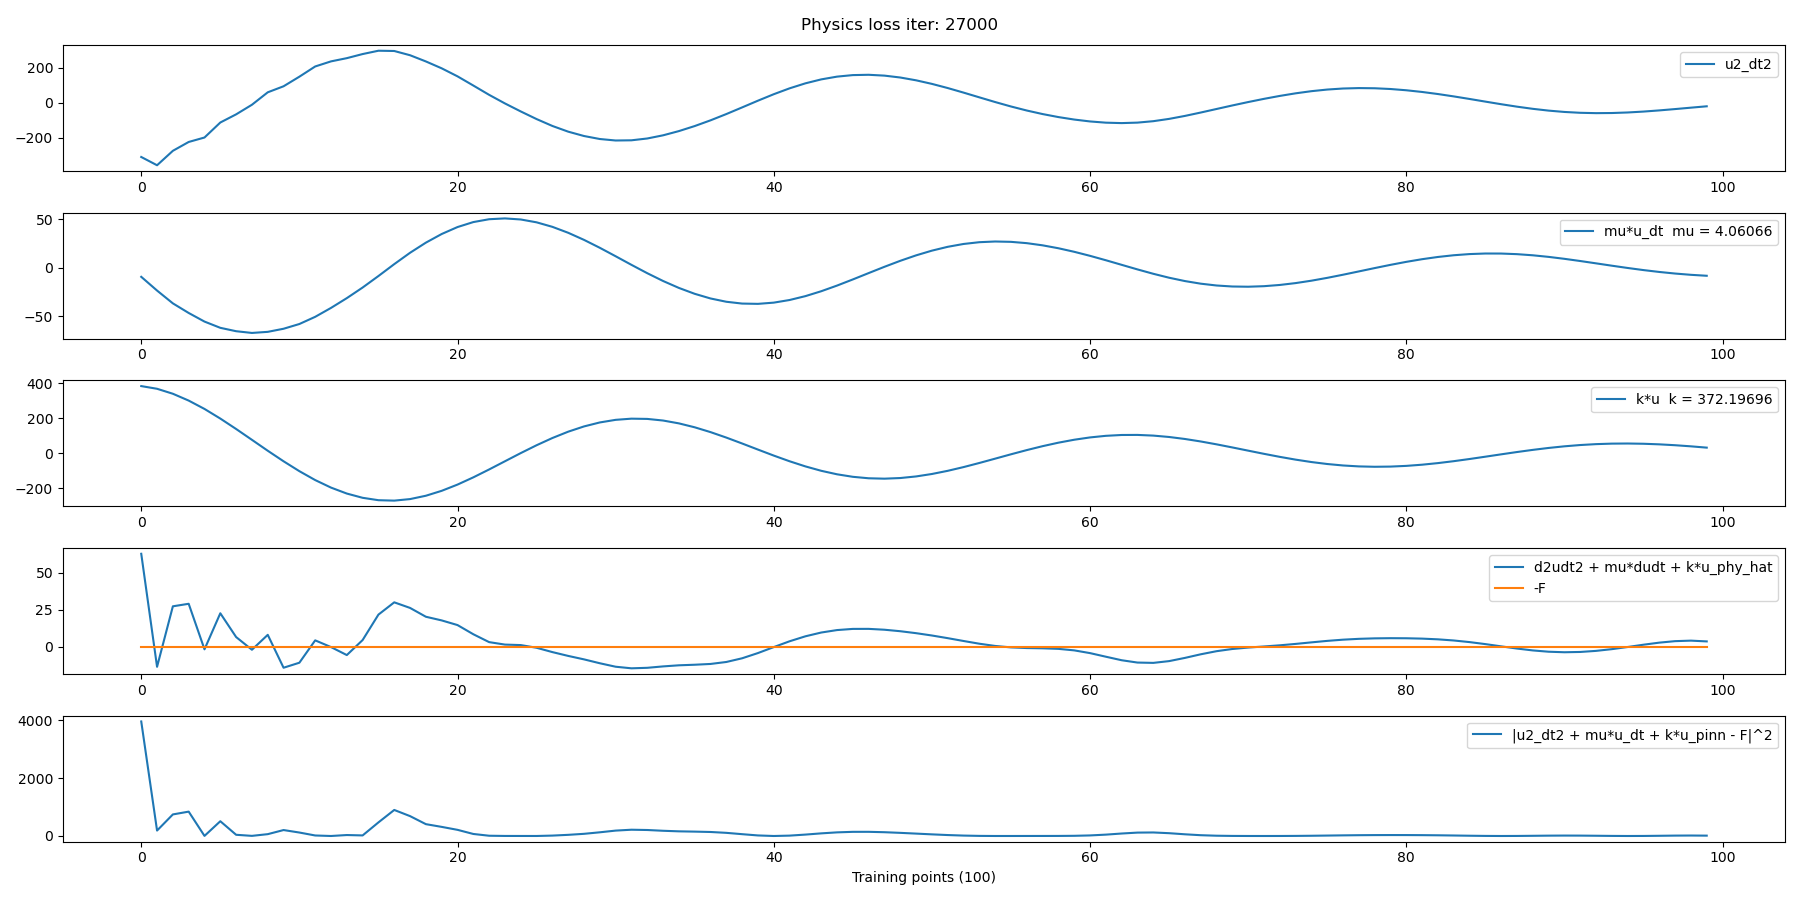 Physics loss iter: 27000
200
0
−200
u2_dt2
0 20 40 60 80 100
50
0
−50
mu*u_dt  mu = 4.06066
0 20 40 60 80 100
400
200
0
−200
k*u  k = 372.19696
0 20 40 60 80 100
50
25
0
d2udt2 + mu*dudt + k*u_phy_hat
-F
0 20 40 60 80 100
4000
2000
0
|u2_dt2 + mu*u_dt + k*u_pinn - F|^2
0 20 40 60 80 100
Training points (100)